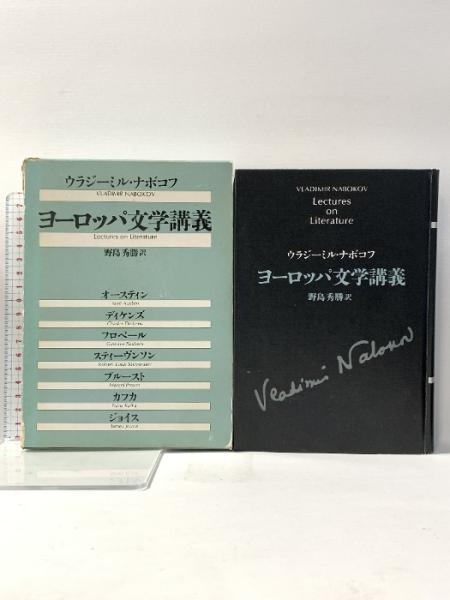 ウラジーミル・ナボコフ
VLADIMIR NABOKOV
ヨーロッパ文学講義
Lectures on Literature
野島秀勝訳
オースティン
Jane Austen
ディケンズ
Charles Dickens
フロベール
Gustave Flaubert
スティーヴンソン
Robert Louis Stevenson
プルースト
Marcel Proust
カフカ
Franz Kafka
ジョイス
James Joyce
VLADIMIR NABOKOV
Lectures
on
Literature
ウラジーミル・ナボコフ
ヨーロッパ文学講義
野島秀勝訳
Vladimir Nabokov